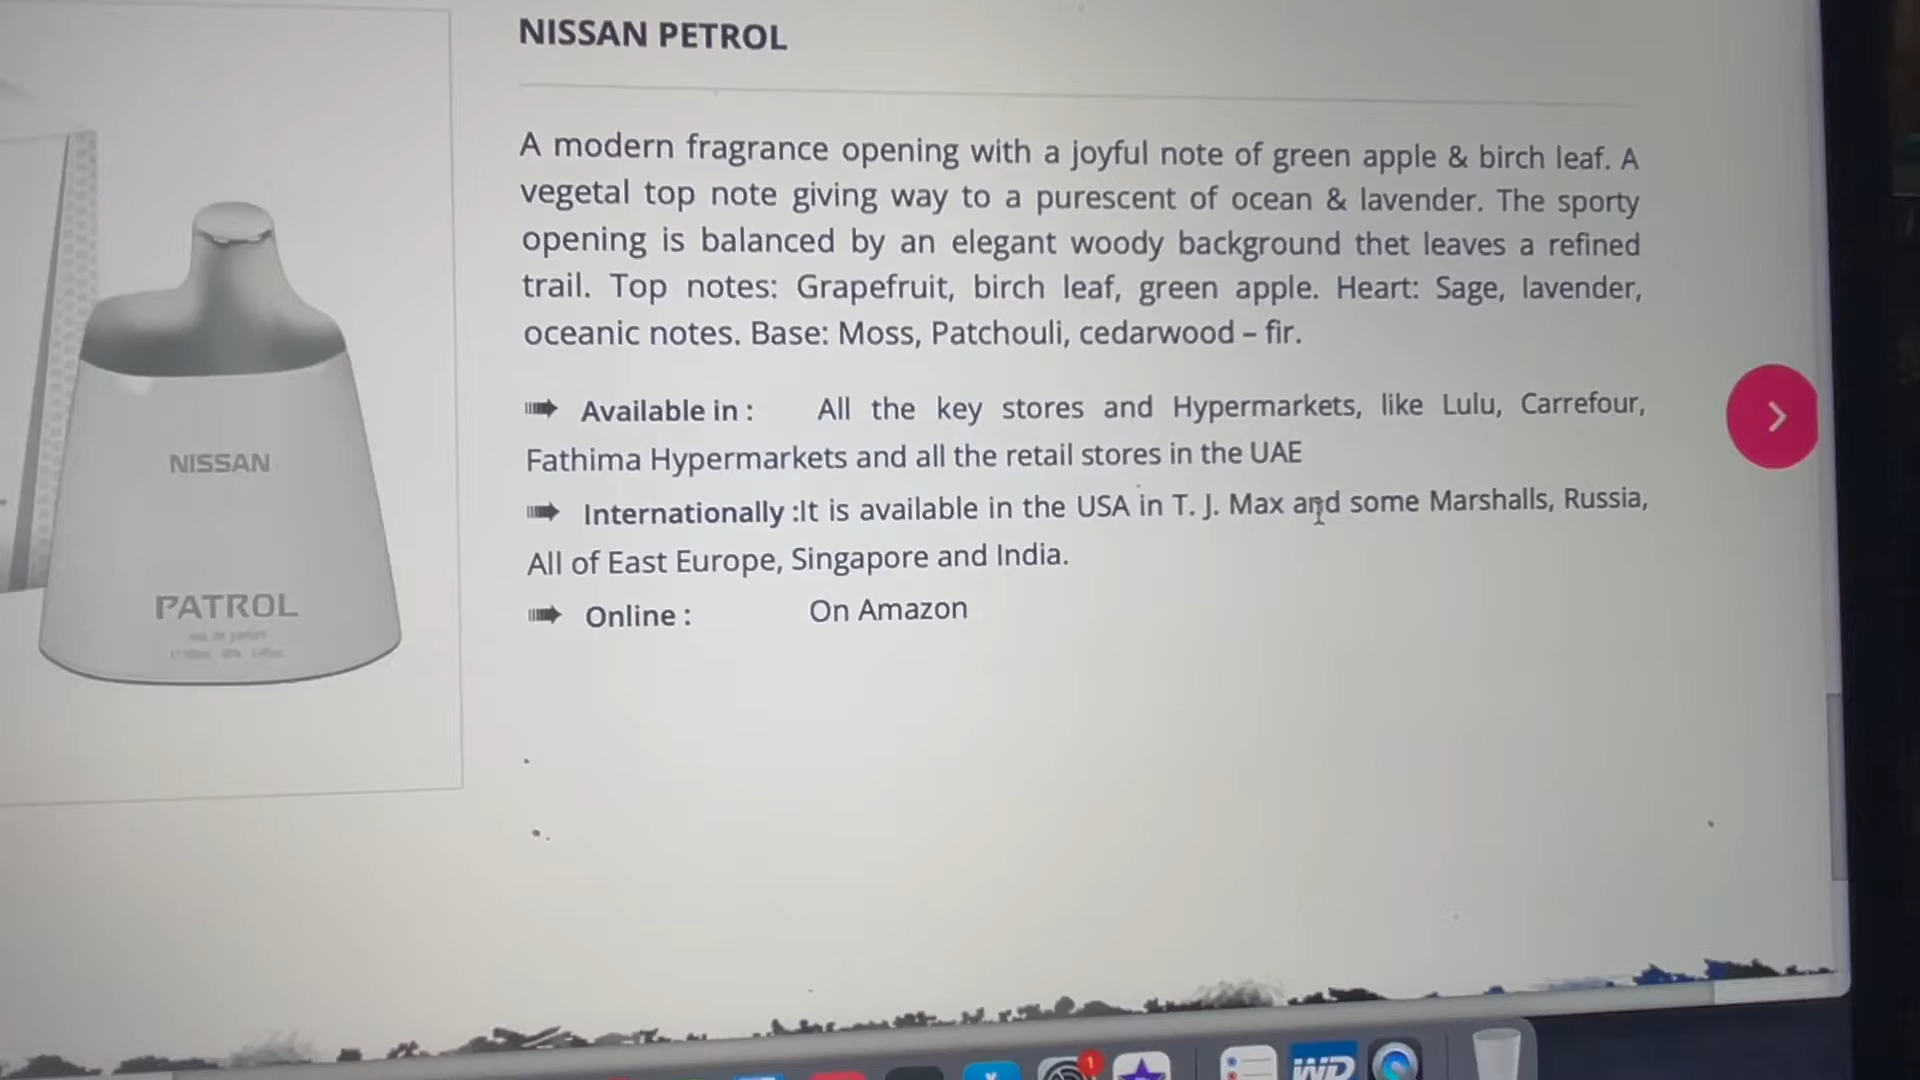 NISSAN PETROL
A modern fragrance opening with a joyful note of green apple & birch leaf. A
vegetal top note giving way to a purescent of ocean & lavender. The sporty
opening is balanced by an elegant woody background thet leaves a refined
trail. Top notes: Grapefruit, birch leaf, green apple. Heart: Sage, lavender,
oceanic notes. Base: Moss, Patchouli, cedarwood – fir.
Available in : All the key stores and Hypermarkets, like Lulu, Carrefour,
Fathima Hypermarkets and all the retail stores in the UAE
Internationally :It is available in the USA in T. J. Max and some Marshalls, Russia,
All of East Europe, Singapore and India.
Online : On Amazon
NISSAN
PATROL
eau de parfum
1
WD